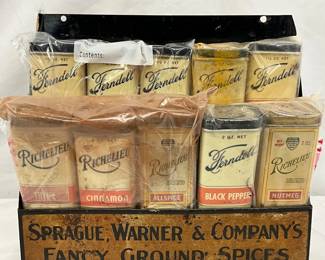 Contents:
Ferndell
Ferndell
Ferndell
Ferndell
Ferndell
RICHELIEU
RICHELIEU
CINNAMON
RICHELIEU
ALLSPICE
Ferndell
BLACK PEPPER
RICHELIEU
NUTMEG
SPRAGUE, WARNER & COMPANY'S
FANCY GROUND SPICES